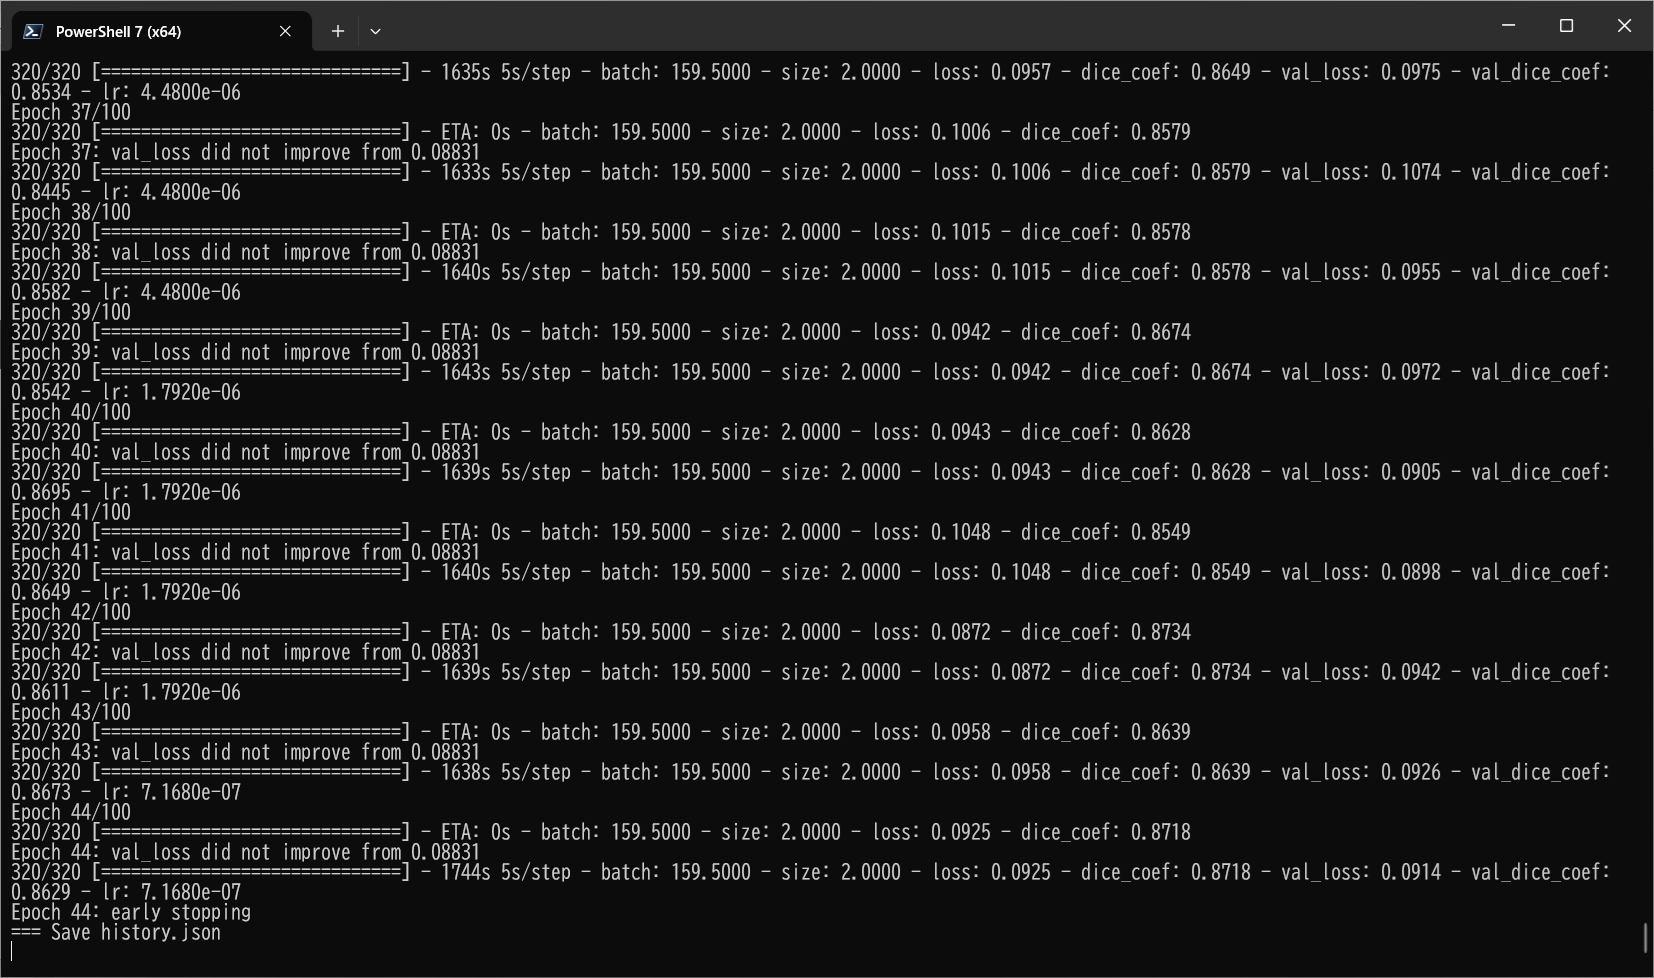 PowerShell 7 (x64)
320/320 [==============================] - 1635s 5s/step - batch: 159.5000 - size: 2.0000 - loss: 0.0957 - dice_coef: 0.8649 - val_loss: 0.0975 - val_dice_coef:
0.8534 - lr: 4.4800e-06
Epoch 37/100
320/320 [==============================] - ETA: 0s - batch: 159.5000 - size: 2.0000 - loss: 0.1006 - dice_coef: 0.8579
Epoch 37: val_loss did not improve from 0.08831
320/320 [==============================] - 1633s 5s/step - batch: 159.5000 - size: 2.0000 - loss: 0.1006 - dice_coef: 0.8579 - val_loss: 0.1074 - val_dice_coef:
0.8445 - lr: 4.4800e-06
Epoch 38/100
320/320 [==============================] - ETA: 0s - batch: 159.5000 - size: 2.0000 - loss: 0.1015 - dice_coef: 0.8578
Epoch 38: val_loss did not improve from 0.08831
320/320 [==============================] - 1640s 5s/step - batch: 159.5000 - size: 2.0000 - loss: 0.1015 - dice_coef: 0.8578 - val_loss: 0.0955 - val_dice_coef:
0.8582 - lr: 4.4800e-06
Epoch 39/100
320/320 [==============================] - ETA: 0s - batch: 159.5000 - size: 2.0000 - loss: 0.0942 - dice_coef: 0.8674
Epoch 39: val_loss did not improve from 0.08831
320/320 [==============================] - 1643s 5s/step - batch: 159.5000 - size: 2.0000 - loss: 0.0942 - dice_coef: 0.8674 - val_loss: 0.0972 - val_dice_coef:
0.8542 - lr: 1.7920e-06
Epoch 40/100
320/320 [==============================] - ETA: 0s - batch: 159.5000 - size: 2.0000 - loss: 0.0943 - dice_coef: 0.8628
Epoch 40: val_loss did not improve from 0.08831
320/320 [==============================] - 1639s 5s/step - batch: 159.5000 - size: 2.0000 - loss: 0.0943 - dice_coef: 0.8628 - val_loss: 0.0905 - val_dice_coef:
0.8695 - lr: 1.7920e-06
Epoch 41/100
320/320 [==============================] - ETA: 0s - batch: 159.5000 - size: 2.0000 - loss: 0.1048 - dice_coef: 0.8549
Epoch 41: val_loss did not improve from 0.08831
320/320 [==============================] - 1640s 5s/step - batch: 159.5000 - size: 2.0000 - loss: 0.1048 - dice_coef: 0.8549 - val_loss: 0.0898 - val_dice_coef:
0.8649 - lr: 1.7920e-06
Epoch 42/100
320/320 [==============================] - ETA: 0s - batch: 159.5000 - size: 2.0000 - loss: 0.0872 - dice_coef: 0.8734
Epoch 42: val_loss did not improve from 0.08831
320/320 [==============================] - 1639s 5s/step - batch: 159.5000 - size: 2.0000 - loss: 0.0872 - dice_coef: 0.8734 - val_loss: 0.0942 - val_dice_coef:
0.8611 - lr: 1.7920e-06
Epoch 43/100
320/320 [==============================] - ETA: 0s - batch: 159.5000 - size: 2.0000 - loss: 0.0958 - dice_coef: 0.8639
Epoch 43: val_loss did not improve from 0.08831
320/320 [==============================] - 1638s 5s/step - batch: 159.5000 - size: 2.0000 - loss: 0.0958 - dice_coef: 0.8639 - val_loss: 0.0926 - val_dice_coef:
0.8673 - lr: 7.1680e-07
Epoch 44/100
320/320 [==============================] - ETA: 0s - batch: 159.5000 - size: 2.0000 - loss: 0.0925 - dice_coef: 0.8718
Epoch 44: val_loss did not improve from 0.08831
320/320 [==============================] - 1744s 5s/step - batch: 159.5000 - size: 2.0000 - loss: 0.0925 - dice_coef: 0.8718 - val_loss: 0.0914 - val_dice_coef:
0.8629 - lr: 7.1680e-07
Epoch 44: early stopping
=== Save history.json